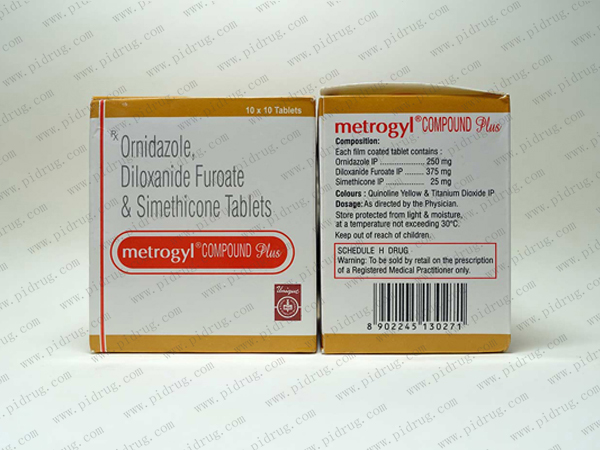 10 x 10 Tablets
Rx
Ornidazole,
Diloxanide Furoate
& Simethicone Tablets
metrogyl® COMPOUND Plus
Unique
metrogyl® COMPOUND Plus
Composition:
Each film coated tablet contains :
Ornidazole IP .................. 250 mg
Diloxanide Furoate IP ........ 375 mg
Simethicone IP ................. 25 mg
Colours : Quinoline Yellow & Titanium Dioxide IP
Dosage: As directed by the Physician.
Store protected from light & moisture,
at a temperature not exceeding 30°C.
Keep out of reach of children.
SCHEDULE H DRUG
Warning: To be sold by retail on the prescription
of a Registered Medical Practitioner only.
8 902245 130271
www.pidrug.com